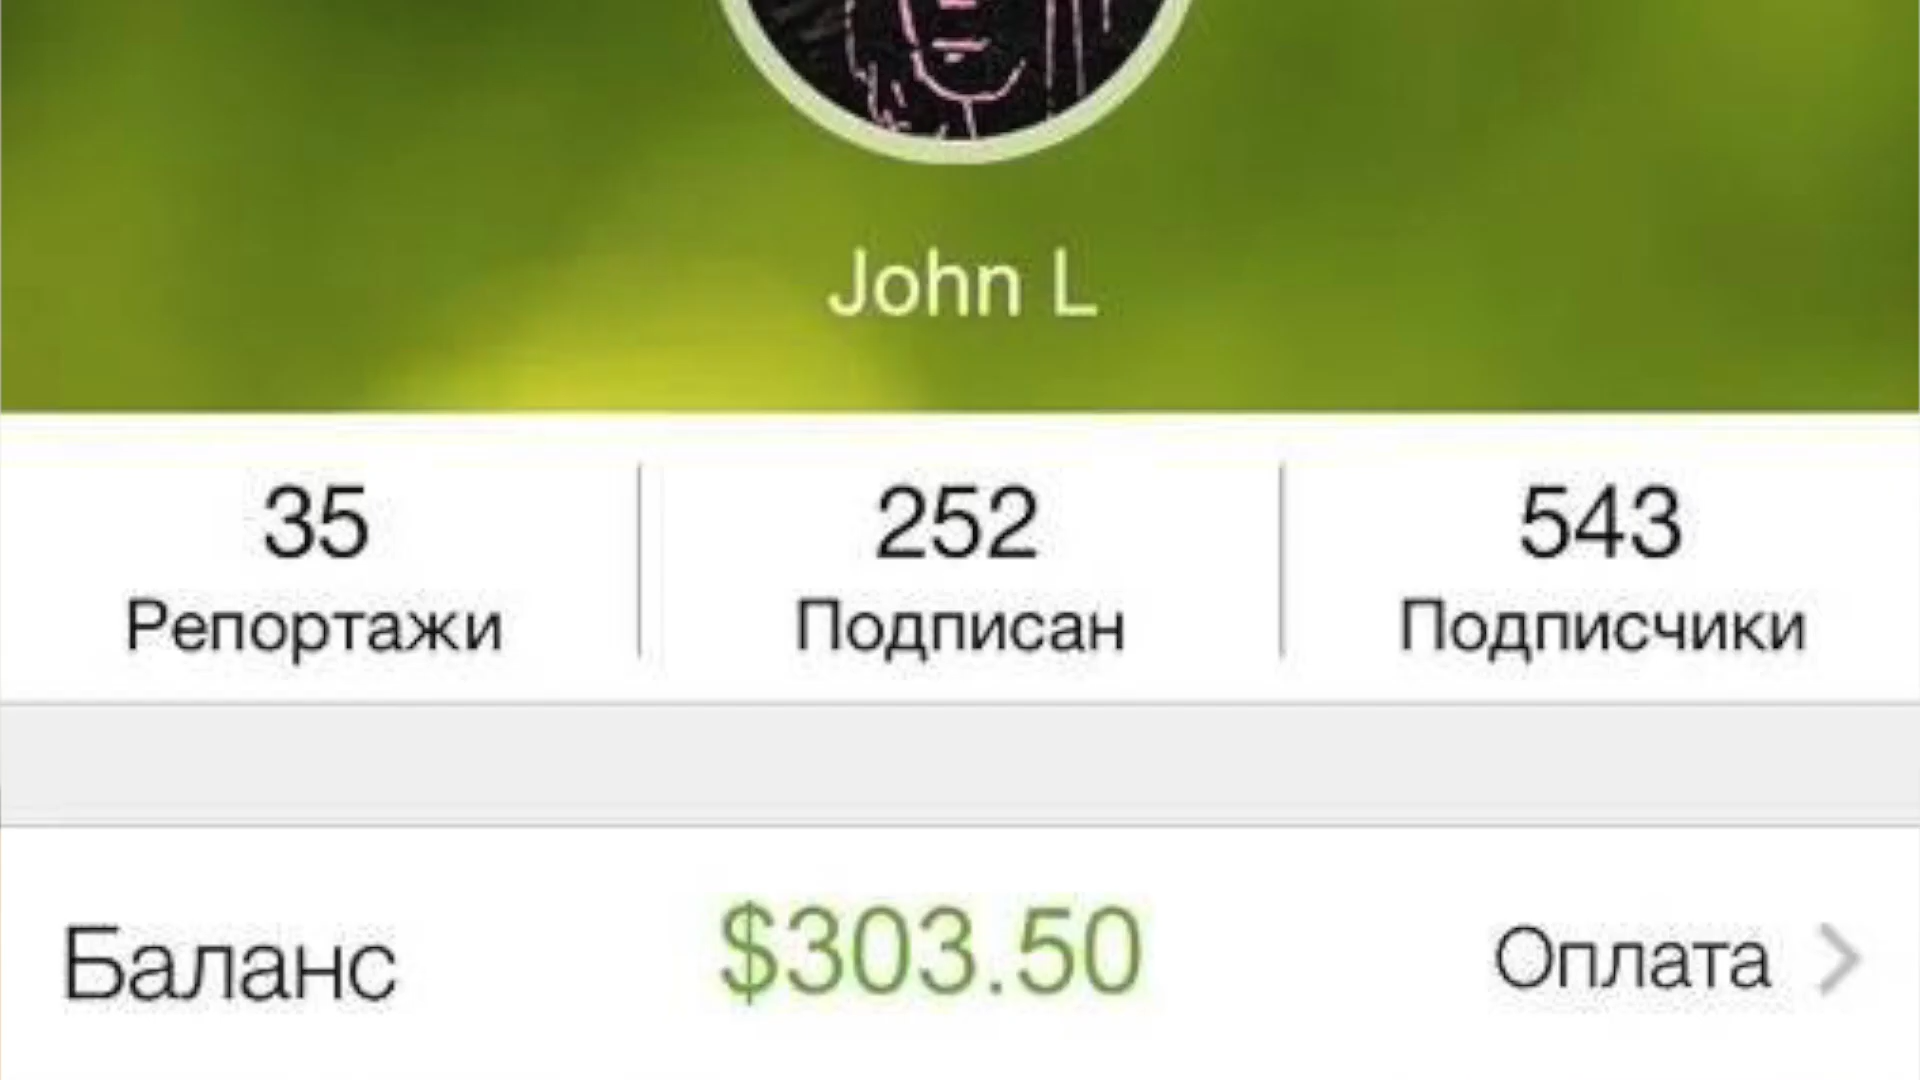 John L
35 252 543
Репортажи Подписан Подписчики
Баланс $303.50 Оплата